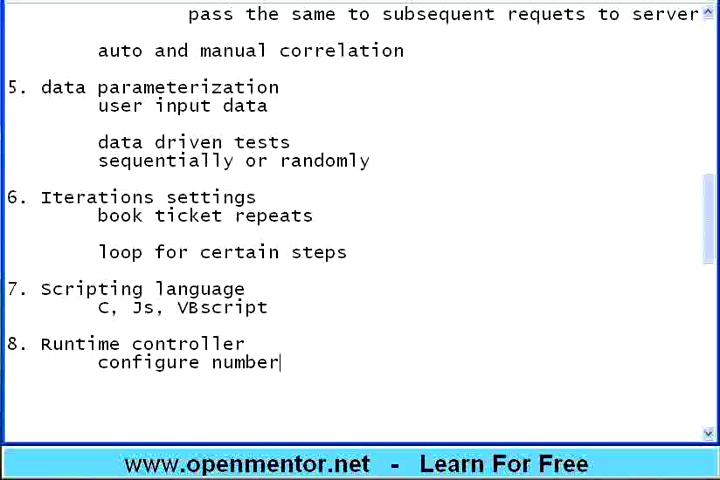 pass the same to subsequent requets to server
auto and manual correlation
5. data parameterization
user input data
data driven tests
sequentially or randomly
6. Iterations settings
book ticket repeats
loop for certain steps
7. Scripting language
C, Js, VBscript
8. Runtime controller
configure number
www.openmentor.net - Learn For Free